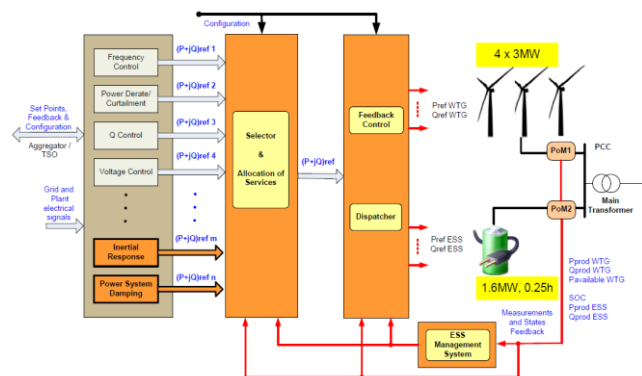 Configuration
Frequency
Control
(P+jQ)ref 1
Power Derate/
Curtailment
(P+jQ)ref 2
Q Control
(P+jQ)ref 3
Voltage Control
(P+jQ)ref 4
Inertial
Response
(P+jQ)ref m
Power System
Damping
(P+jQ)ref n
Set Points,
Feedback &
Configuration
Aggregator /
TSO
Grid and
Plant
electrical
signals
Selector
&
Allocation of
Services
(P+jQ)ref
Feedback
Control
Dispatcher
Pref WTG
Qref WTG
Pref ESS
Qref ESS
4 x 3MW
PoM1
PCC
PoM2
Main
Transformer
1.6MW, 0.25h
Pprod WTG
Qprod WTG
Pavailable WTG
SOC
Pprod ESS
Qprod ESS
Measurements
and States
Feedback
ESS
Management
System